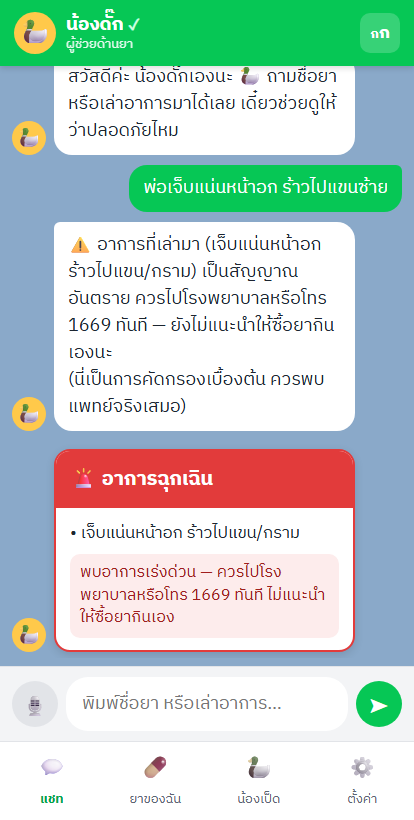 น้องดั๊ก ✓
ผู้ช่วยด้านยา
กก
สวัสดีค่ะ น้องดั๊กเองนะ 🦆 ถามชื่อยา
หรือเล่าอาการมาได้เลย เดี๋ยวช่วยดูให้
ว่าปลอดภัยไหม
พ่อเจ็บแน่นหน้าอก ร้าวไปแขนซ้าย
⚠️ อาการที่เล่ามา (เจ็บแน่นหน้าอก
ร้าวไปแขน/กราม) เป็นสัญญาณ
อันตราย ควรไปโรงพยาบาลหรือโทร
1669 ทันที — ยังไม่แนะนำให้ซื้อยากิน
เองนะ
(นี่เป็นการคัดกรองเบื้องต้น ควรพบ
แพทย์จริงเสมอ)
🚨 อาการฉุกเฉิน
• เจ็บแน่นหน้าอก ร้าวไปแขน/กราม
พบอาการเร่งด่วน — ควรไปโรง
พยาบาลหรือโทร 1669 ทันที ไม่แนะนำ
ให้ซื้อยากินเอง
พิมพ์ชื่อยา หรือเล่าอาการ...
แชท
ยาของฉัน
น้องเป็ด
ตั้งค่า